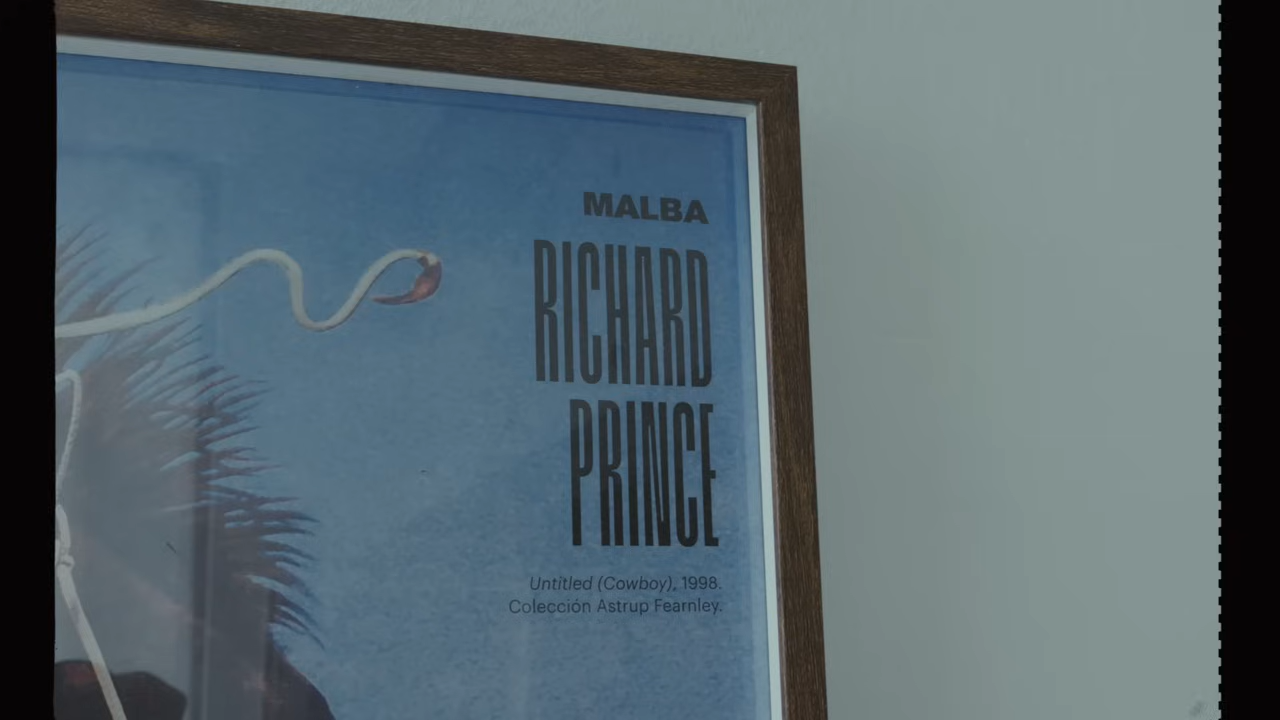 MALBA
RICHARD
PRINCE
Untitled (Cowboy), 1998.
Colección Astrup Fearnley.